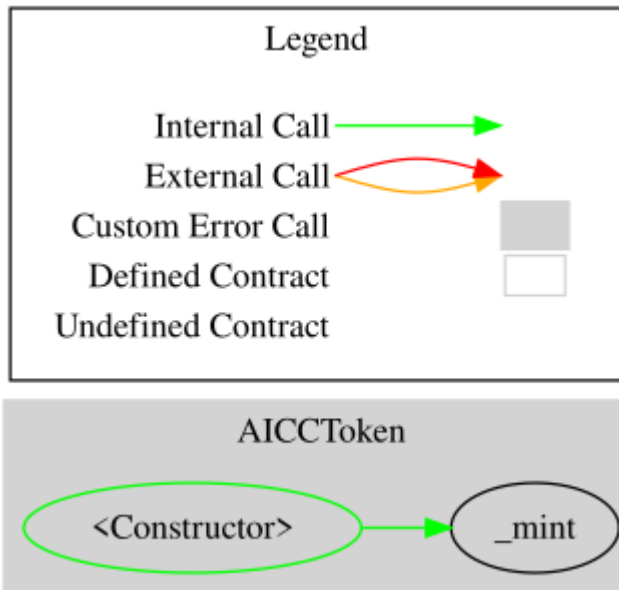 Legend
Internal Call
External Call
Custom Error Call
Defined Contract
Undefined Contract
AICCToken
<Constructor>
_mint